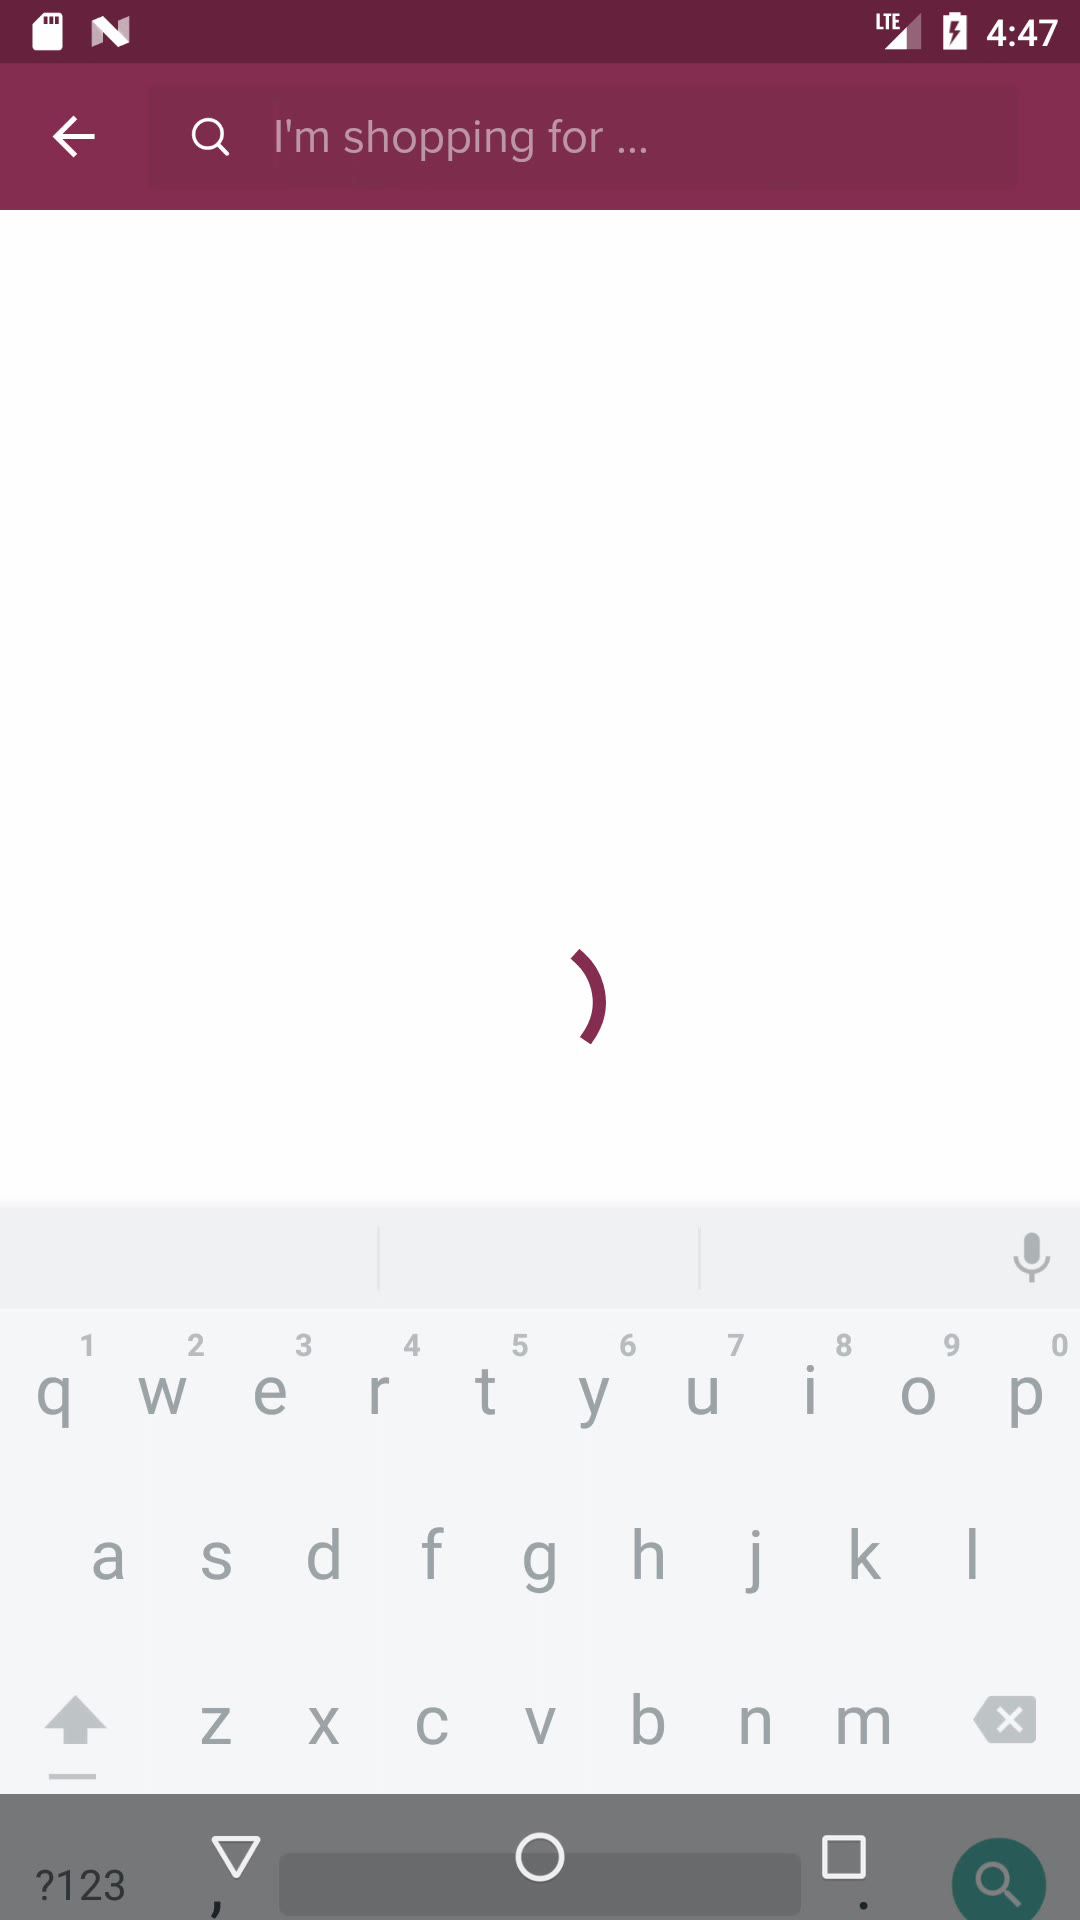 LTE 4:47
I'm shopping for ...
1 2 3 4 5 6 7 8 9 0
q w e r t y u i o p
a s d f g h j k l
z x c v b n m
?123 , .